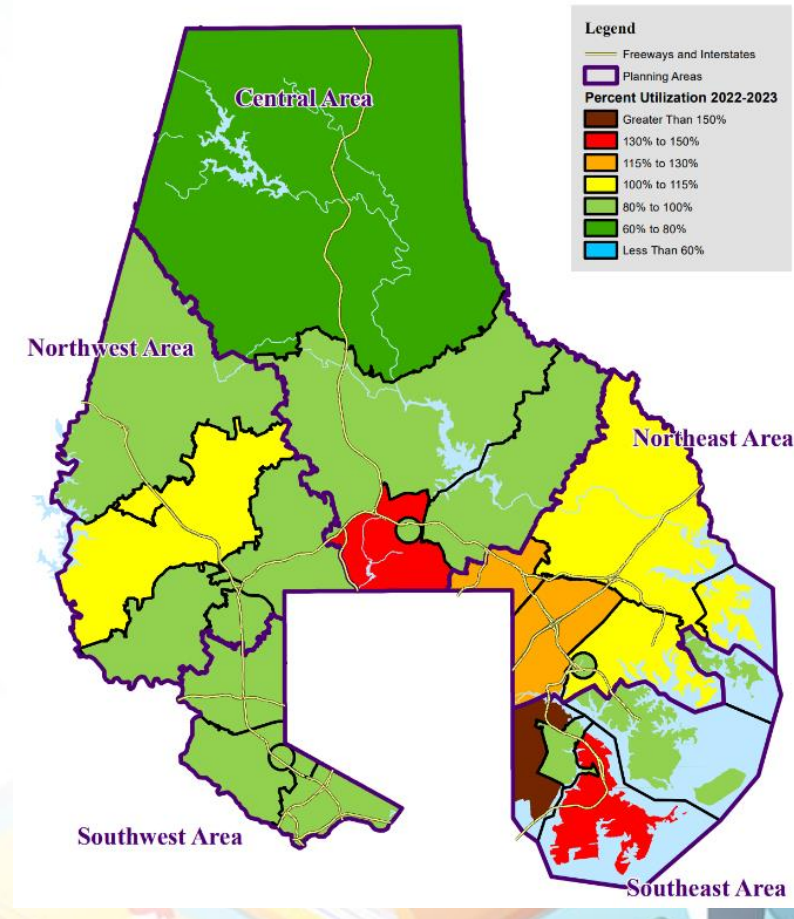 Legend
Freeways and Interstates
Planning Areas
Percent Utilization 2022-2023
Greater Than 150%
130% to 150%
115% to 130%
100% to 115%
80% to 100%
60% to 80%
Less Than 60%
Central Area
Northwest Area
Northeast Area
Southwest Area
Southeast Area